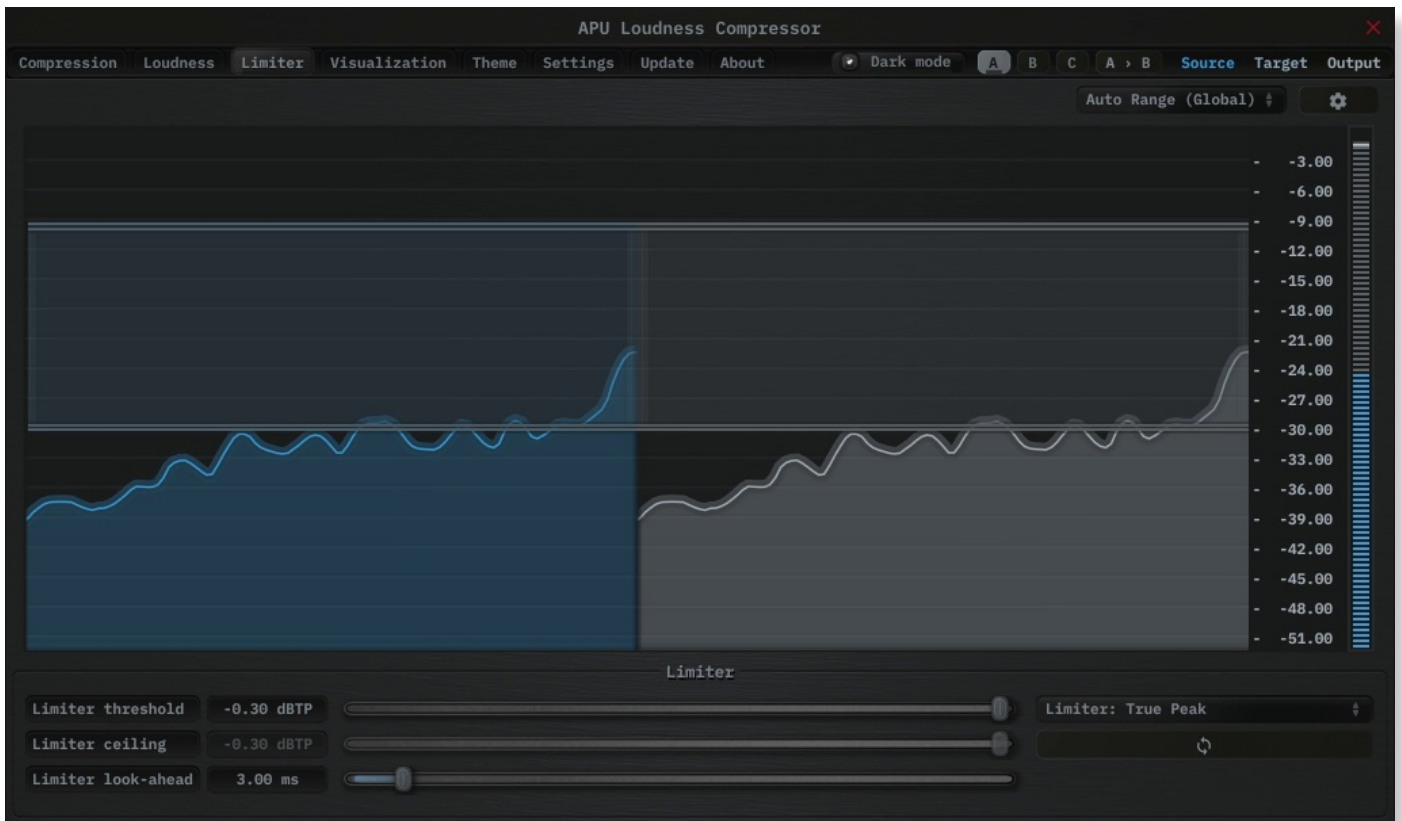 APU Loudness Compressor
Compression Loudness Limiter Visualization Theme Settings Update About Dark mode A B C A › B Source Target Output
Auto Range (Global)
- -3.00
- -6.00
- -9.00
- -12.00
- -15.00
- -18.00
- -21.00
- -24.00
- -27.00
- -30.00
- -33.00
- -36.00
- -39.00
- -42.00
- -45.00
- -48.00
- -51.00
Limiter
Limiter threshold -0.30 dBTP Limiter: True Peak
Limiter ceiling -0.30 dBTP
Limiter look-ahead 3.00 ms